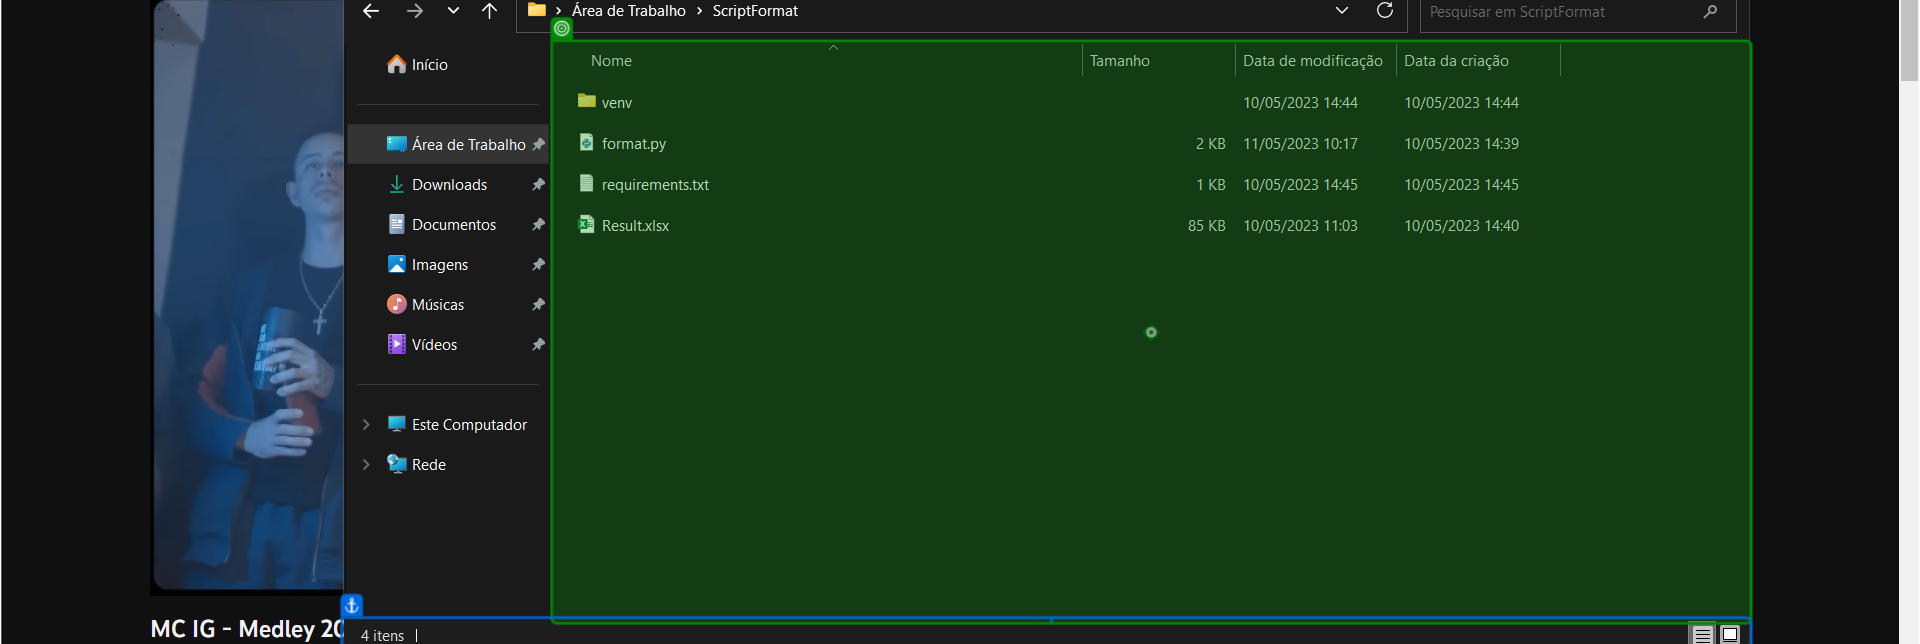 Área de Trabalho > ScriptFormat
Pesquisar em ScriptFormat
Início
Área de Trabalho
Downloads
Documentos
Imagens
Músicas
Vídeos
Este Computador
Rede
Nome Tamanho Data de modificação Data da criação
venv 10/05/2023 14:44 10/05/2023 14:44
format.py 2 KB 11/05/2023 10:17 10/05/2023 14:39
requirements.txt 1 KB 10/05/2023 14:45 10/05/2023 14:45
Result.xlsx 85 KB 10/05/2023 11:03 10/05/2023 14:40
4 itens
MC IG - Medley 20